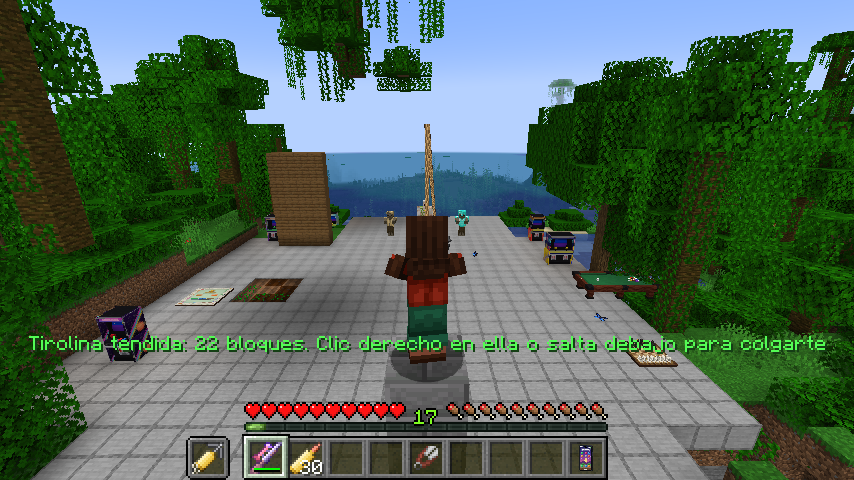 Tirolina tendida: 22 bloques. Clic derecho en ella o salta debajo para colgarte
17
30